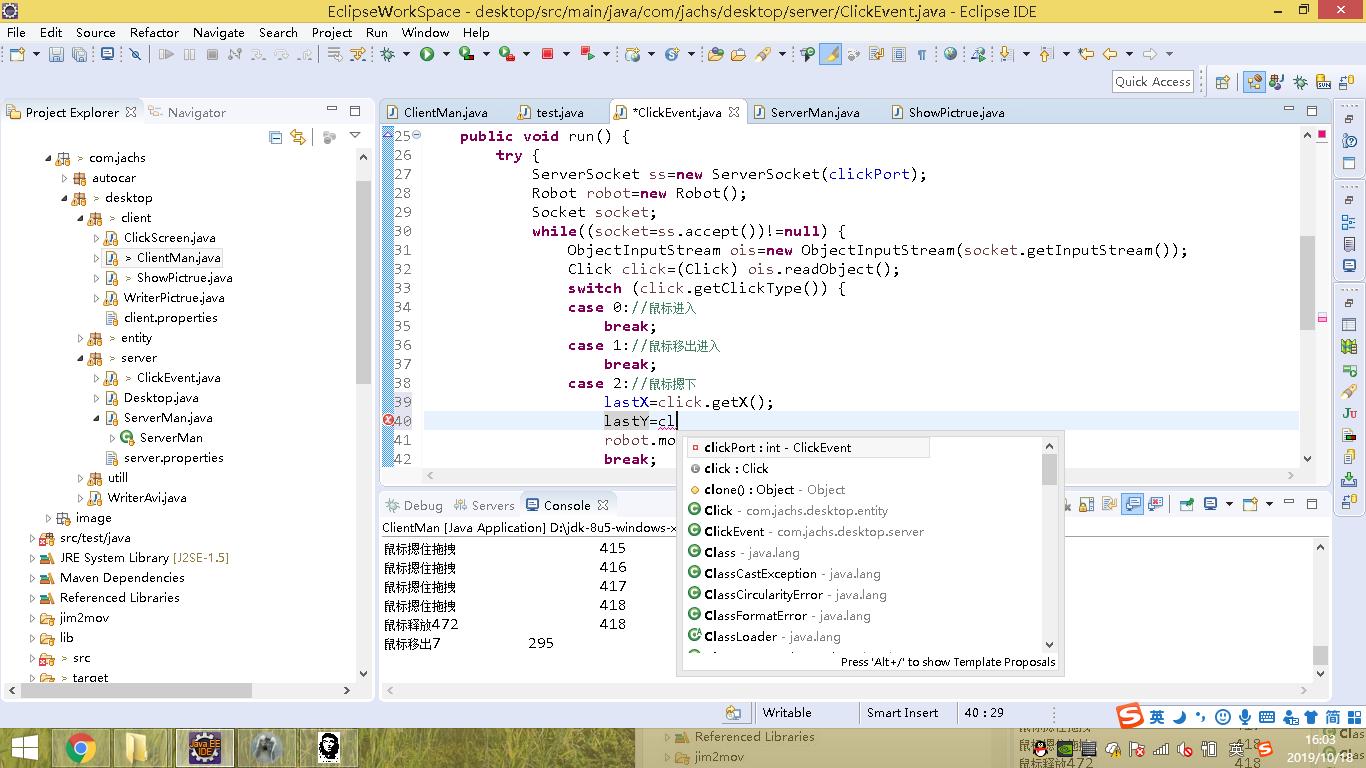 EclipseWorkSpace - desktop/src/main/java/com/jachs/desktop/server/ClickEvent.java - Eclipse IDE
File Edit Source Refactor Navigate Search Project Run Window Help
Quick Access
Project Explorer Navigator
> com.jachs
autocar
> desktop
> client
ClickScreen.java
> ClientMan.java
> ShowPictrue.java
WriterPictrue.java
client.properties
> entity
> server
> ClickEvent.java
Desktop.java
ServerMan.java
ServerMan
server.properties
utill
WriterAvi.java
image
src/test/java
JRE System Library [J2SE-1.5]
Maven Dependencies
Referenced Libraries
jim2mov
lib
> src
> target
ClientMan.java test.java *ClickEvent.java ServerMan.java ShowPictrue.java
25 public void run() {
26 try {
27 ServerSocket ss=new ServerSocket(clickPort);
28 Robot robot=new Robot();
29 Socket socket;
30 while((socket=ss.accept())!=null) {
31 ObjectInputStream ois=new ObjectInputStream(socket.getInputStream());
32 Click click=(Click) ois.readObject();
33 switch (click.getClickType()) {
34 case 0://鼠标进入
35 break;
36 case 1://鼠标移出进入
37 break;
38 case 2://鼠标摁下
39 lastX=click.getX();
40 lastY=cl
41 robot.mo
42 break;
clickPort : int - ClickEvent
click : Click
clone() : Object - Object
Click - com.jachs.desktop.entity
ClickEvent - com.jachs.desktop.server
Class - java.lang
ClassCastException - java.lang
ClassCircularityError - java.lang
ClassFormatError - java.lang
ClassLoader - java.lang
Press 'Alt+/' to show Template Proposals
Debug Servers Console
ClientMan [Java Application] D:\jdk-8u5-windows-x
鼠标摁住拖拽 415
鼠标摁住拖拽 416
鼠标摁住拖拽 417
鼠标摁住拖拽 418
鼠标释放472 418
鼠标移出7 295
Writable Smart Insert 40 : 29
英 简
Java EE IDE
Referenced Libraries
jim2mov
鼠标释放472 418
英
16:03
2019/10/18